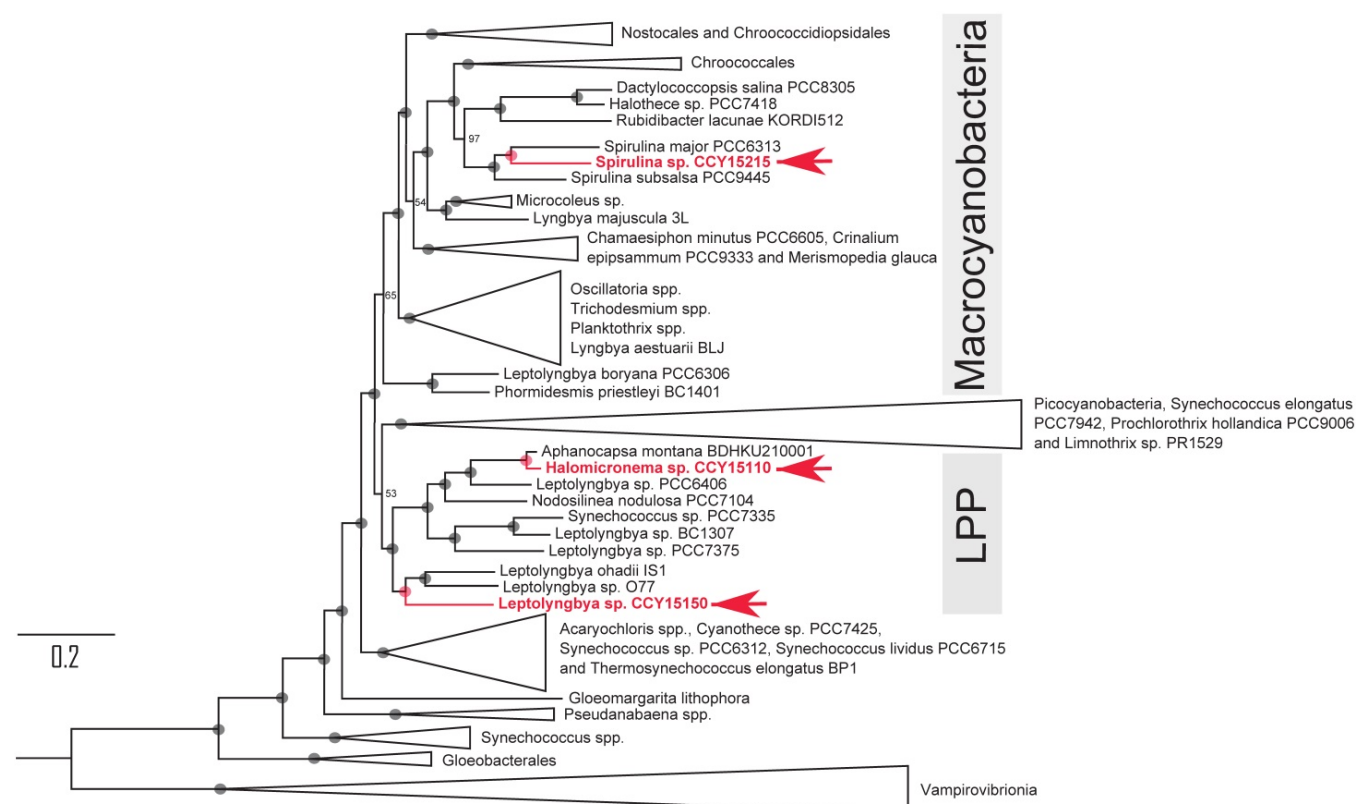 Nostocales and Chroococcidiopsidales
Chroococcales
Dactylococcopsis salina PCC8305
Halothece sp. PCC7418
Rubidibacter lacunae KORDI512
97
Spirulina major PCC6313
Spirulina sp. CCY15215
Spirulina subsalsa PCC9445
54
Microcoleus sp.
Lyngbya majuscula 3L
Chamaesiphon minutus PCC6605, Crinalium
epipsammum PCC9333 and Merismopedia glauca
65
Oscillatoria spp.
Trichodesmium spp.
Planktothrix spp.
Lyngbya aestuarii BLJ
Leptolyngbya boryana PCC6306
Phormidesmis priestleyi BC1401
Macrocyanobacteria
Picocyanobacteria, Synechococcus elongatus
PCC7942, Prochlorothrix hollandica PCC9006
and Limnothrix sp. PR1529
Aphanocapsa montana BDHKU210001
Halomicronema sp. CCY15110
Leptolyngbya sp. PCC6406
53
Nodosilinea nodulosa PCC7104
Synechococcus sp. PCC7335
Leptolyngbya sp. BC1307
Leptolyngbya sp. PCC7375
Leptolyngbya ohadii IS1
Leptolyngbya sp. O77
Leptolyngbya sp. CCY15150
LPP
Acaryochloris spp., Cyanothece sp. PCC7425,
Synechococcus sp. PCC6312, Synechococcus lividus PCC6715
and Thermosynechococcus elongatus BP1
0.2
Gloeomargarita lithophora
Pseudanabaena spp.
Synechococcus spp.
Gloeobacterales
Vampirovibrionia